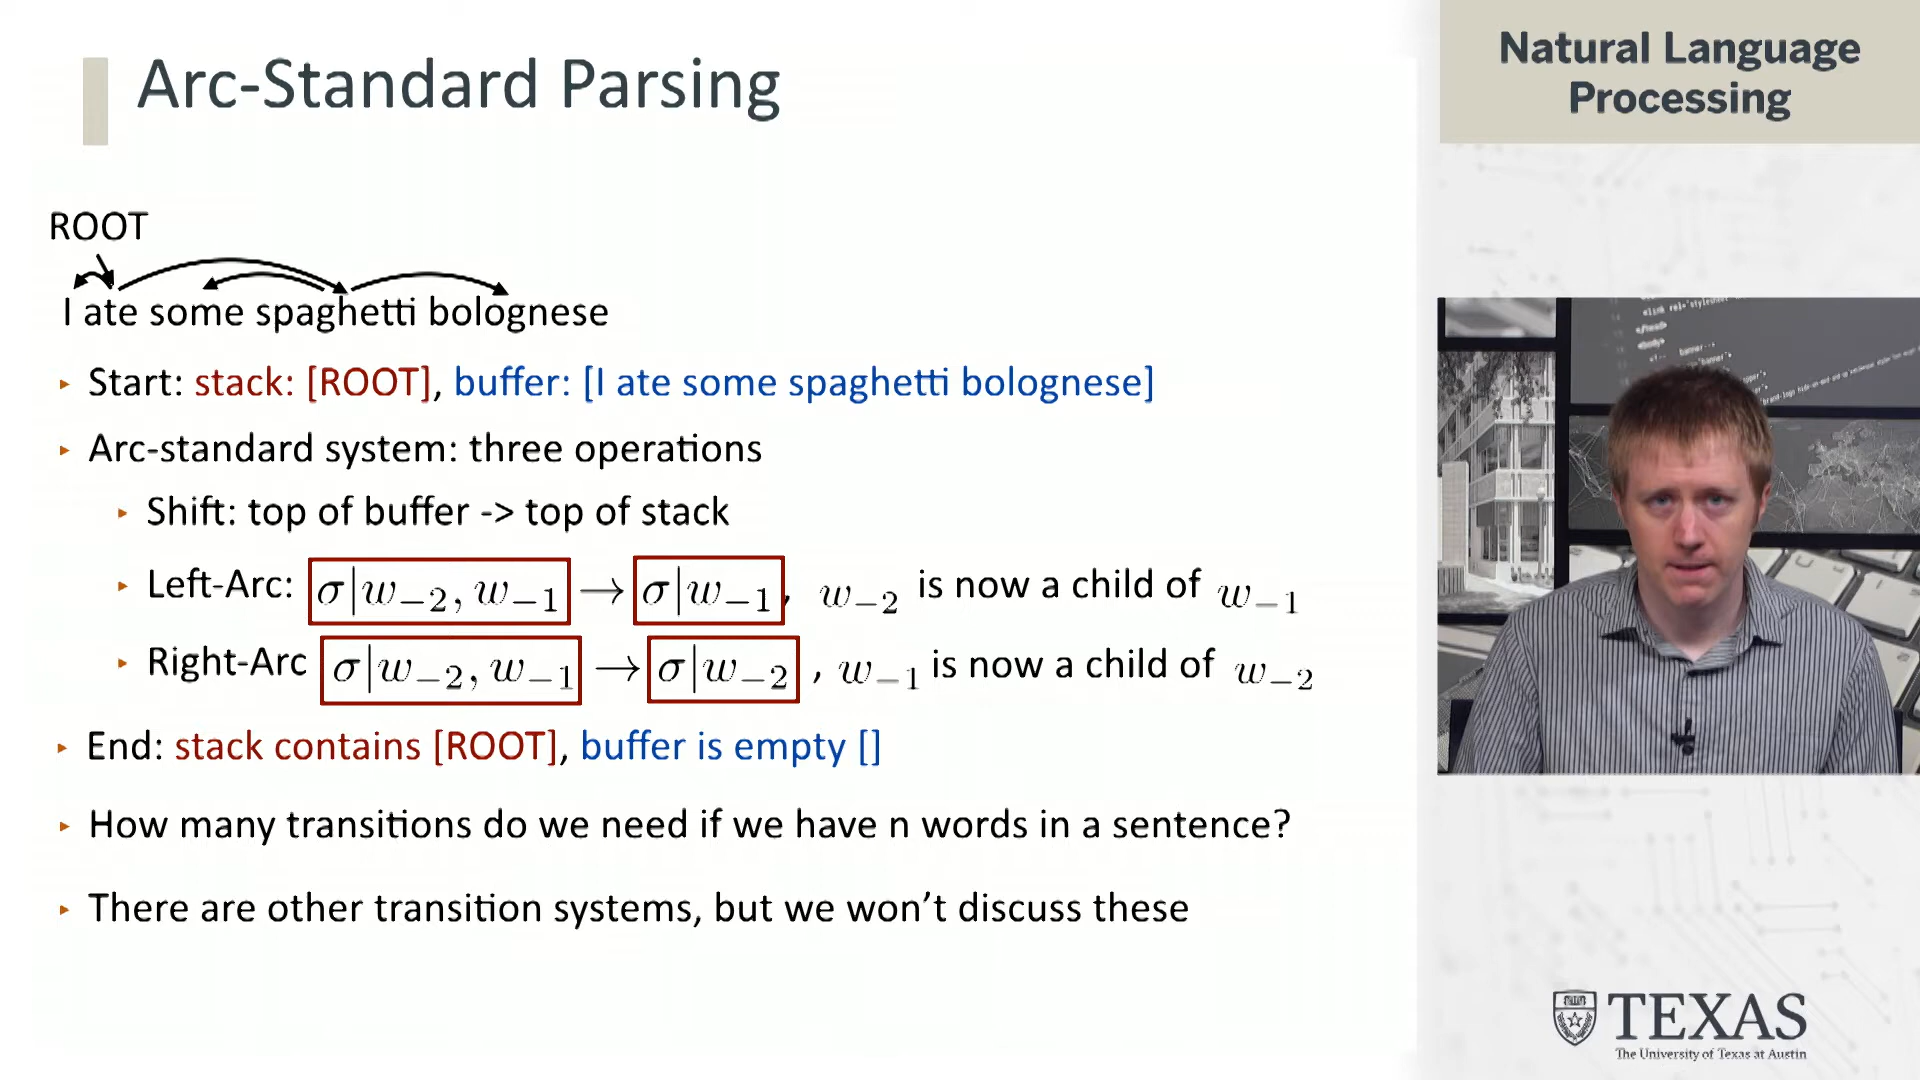 Arc-Standard Parsing
Natural Language
Processing
ROOT
I ate some spaghetti bolognese
▸ Start: stack: [ROOT], buffer: [I ate some spaghetti bolognese]
▸ Arc-standard system: three operations
▸ Shift: top of buffer -> top of stack
▸ Left-Arc: σ|w₋₂, w₋₁ → σ|w₋₁, w₋₂ is now a child of w₋₁
▸ Right-Arc σ|w₋₂, w₋₁ → σ|w₋₂ , w₋₁ is now a child of w₋₂
▸ End: stack contains [ROOT], buffer is empty []
▸ How many transitions do we need if we have n words in a sentence?
▸ There are other transition systems, but we won’t discuss these
TEXAS
The University of Texas at Austin